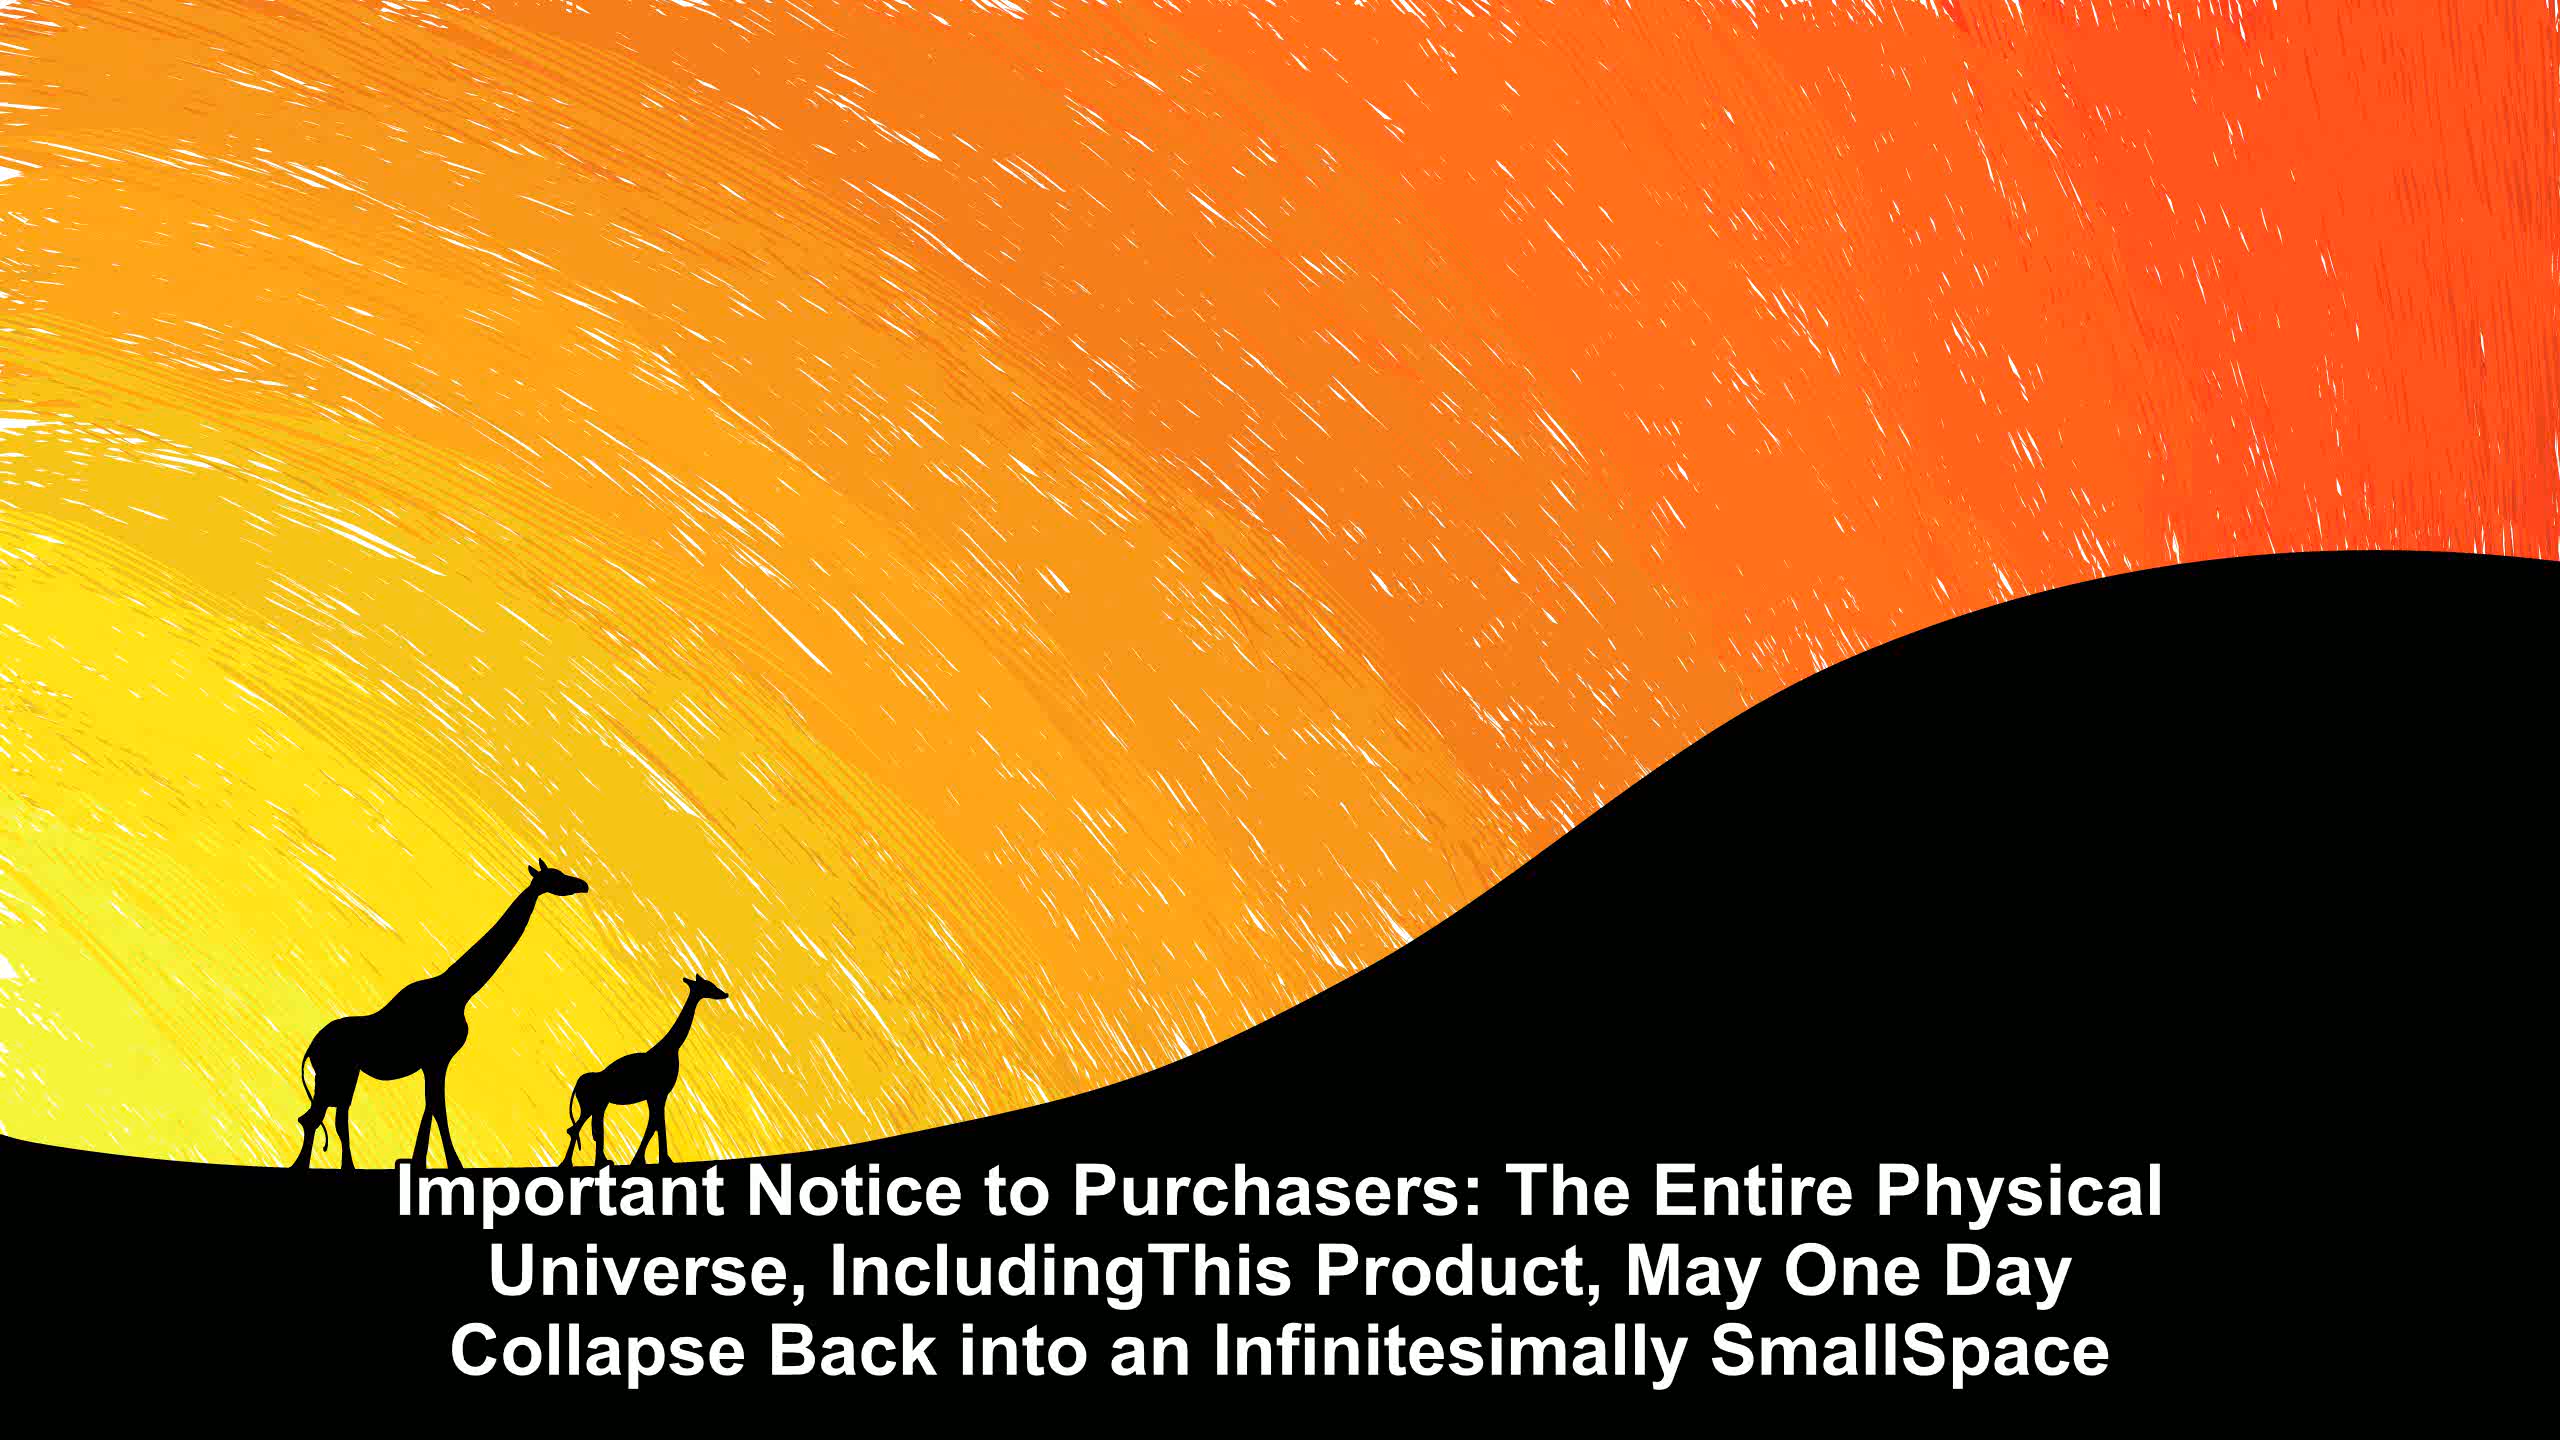 Important Notice to Purchasers: The Entire Physical
Universe, IncludingThis Product, May One Day
Collapse Back into an Infinitesimally SmallSpace